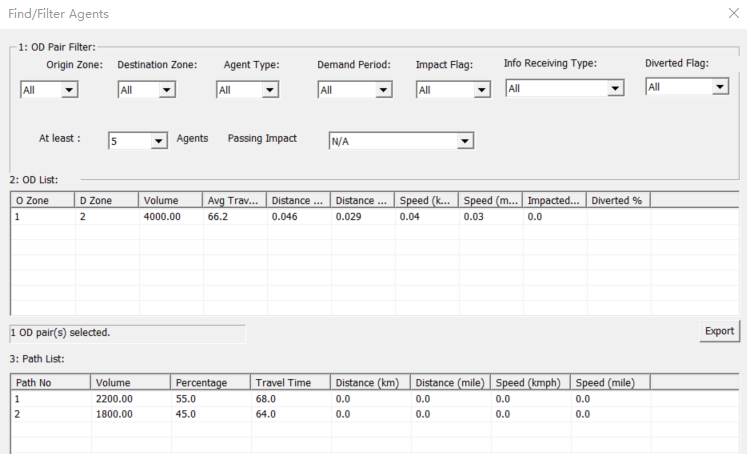 Find/Filter Agents
1: OD Pair Filter:
Origin Zone: Destination Zone: Agent Type: Demand Period: Impact Flag: Info Receiving Type: Diverted Flag:
All All All All All All All
At least : 5 Agents Passing Impact N/A
2: OD List:
O Zone D Zone Volume Avg Trav... Distance ... Distance ... Speed (k... Speed (m... Impacted... Diverted %
1 2 4000.00 66.2 0.046 0.029 0.04 0.03 0.0
1 OD pair(s) selected. Export
3: Path List:
Path No Volume Percentage Travel Time Distance (km) Distance (mile) Speed (kmph) Speed (mile)
1 2200.00 55.0 68.0 0.0 0.0 0.0 0.0
2 1800.00 45.0 64.0 0.0 0.0 0.0 0.0